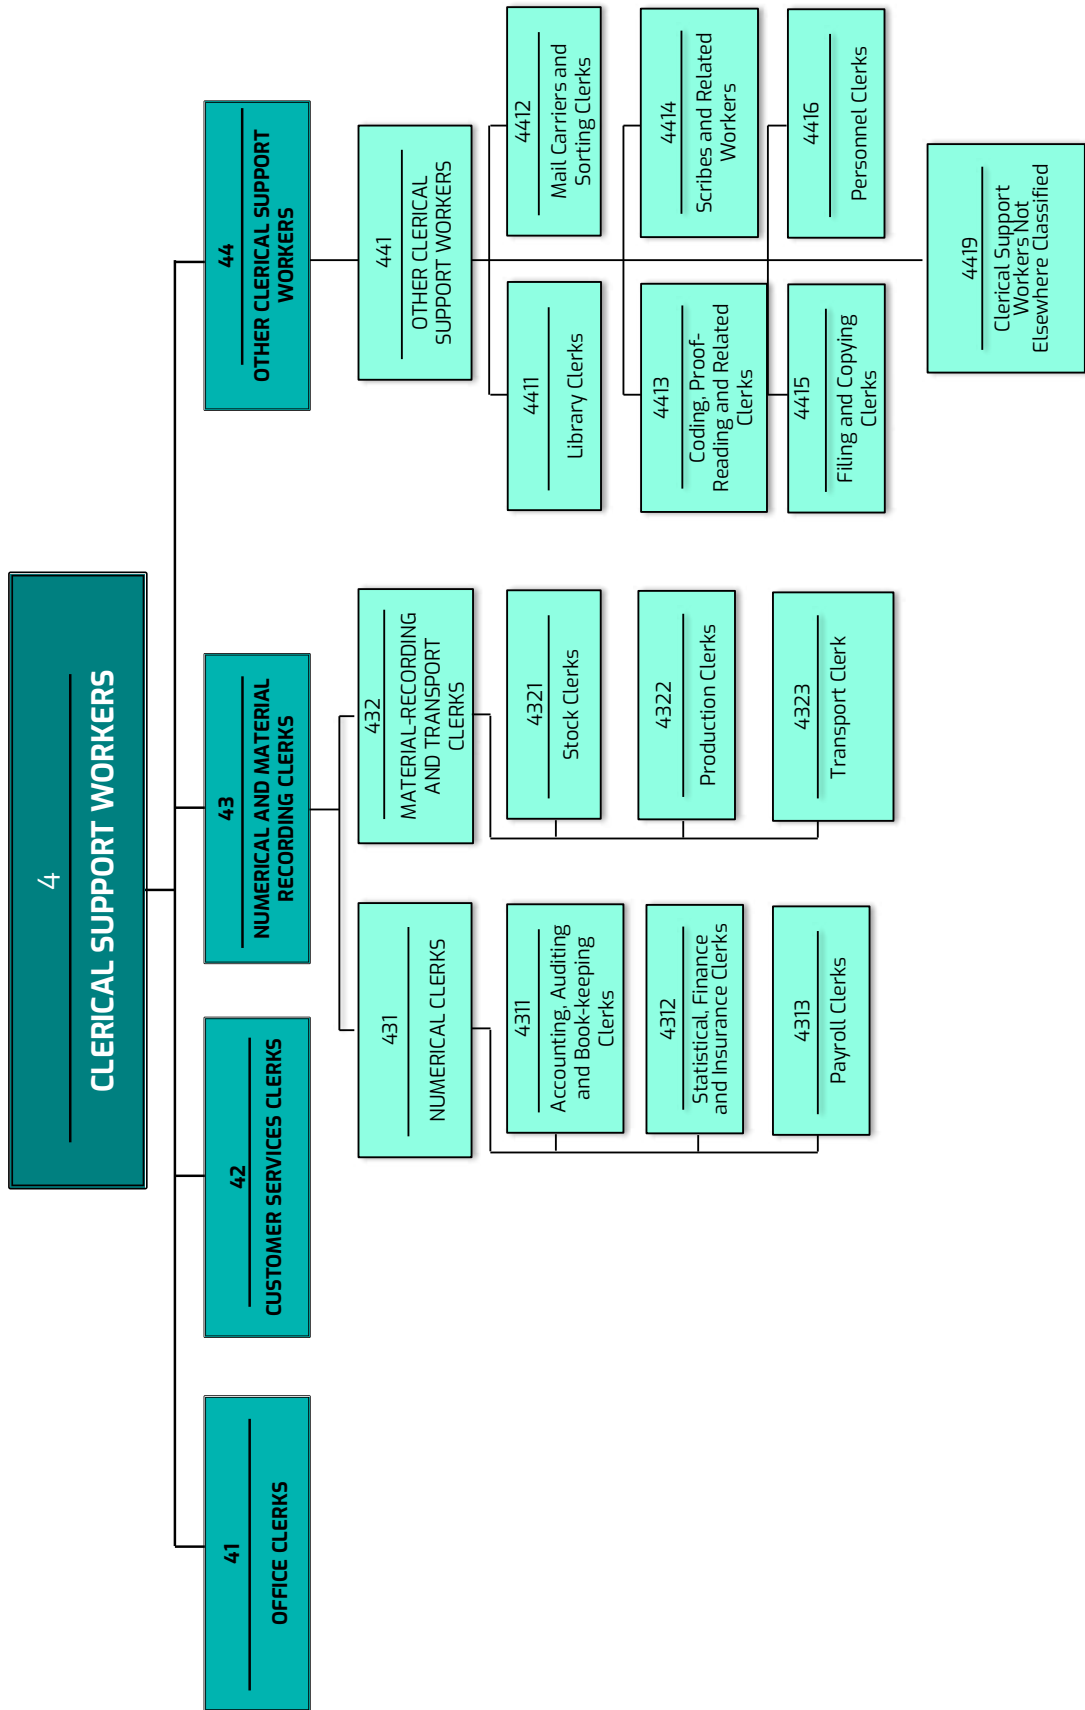 4
CLERICAL SUPPORT WORKERS
41
OFFICE CLERKS
42
CUSTOMER SERVICES CLERKS
43
NUMERICAL AND MATERIAL
RECORDING CLERKS
44
OTHER CLERICAL SUPPORT
WORKERS
431
NUMERICAL CLERKS
432
MATERIAL-RECORDING
AND TRANSPORT
CLERKS
441
OTHER CLERICAL
SUPPORT WORKERS
4311
Accounting, Auditing
and Book-keeping
Clerks
4321
Stock Clerks
4411
Library Clerks
4412
Mail Carriers and
Sorting Clerks
4312
Statistical, Finance
and Insurance Clerks
4322
Production Clerks
4413
Coding, Proof-
Reading and Related
Clerks
4414
Scribes and Related
Workers
4313
Payroll Clerks
4323
Transport Clerk
4415
Filing and Copying
Clerks
4416
Personnel Clerks
4419
Clerical Support
Workers Not
Elsewhere Classified